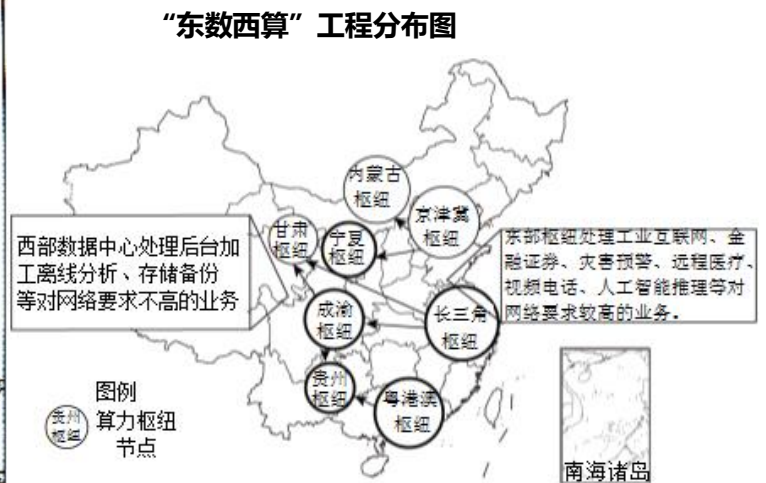 “东数西算”工程分布图
内蒙古
枢纽
京津冀
枢纽
甘肃
枢纽
宁夏
枢纽
西部数据中心处理后台加
工离线分析、存储备份
等对网络要求不高的业务
东部枢纽处理工业互联网、金
融证券、灾害预警、远程医疗、
视频电话、人工智能推理等对
网络要求较高的业务。
成渝
枢纽
长三角
枢纽
贵州
枢纽
粤港澳
枢纽
图例
贵州
枢纽
算力枢纽
节点
南海诸岛